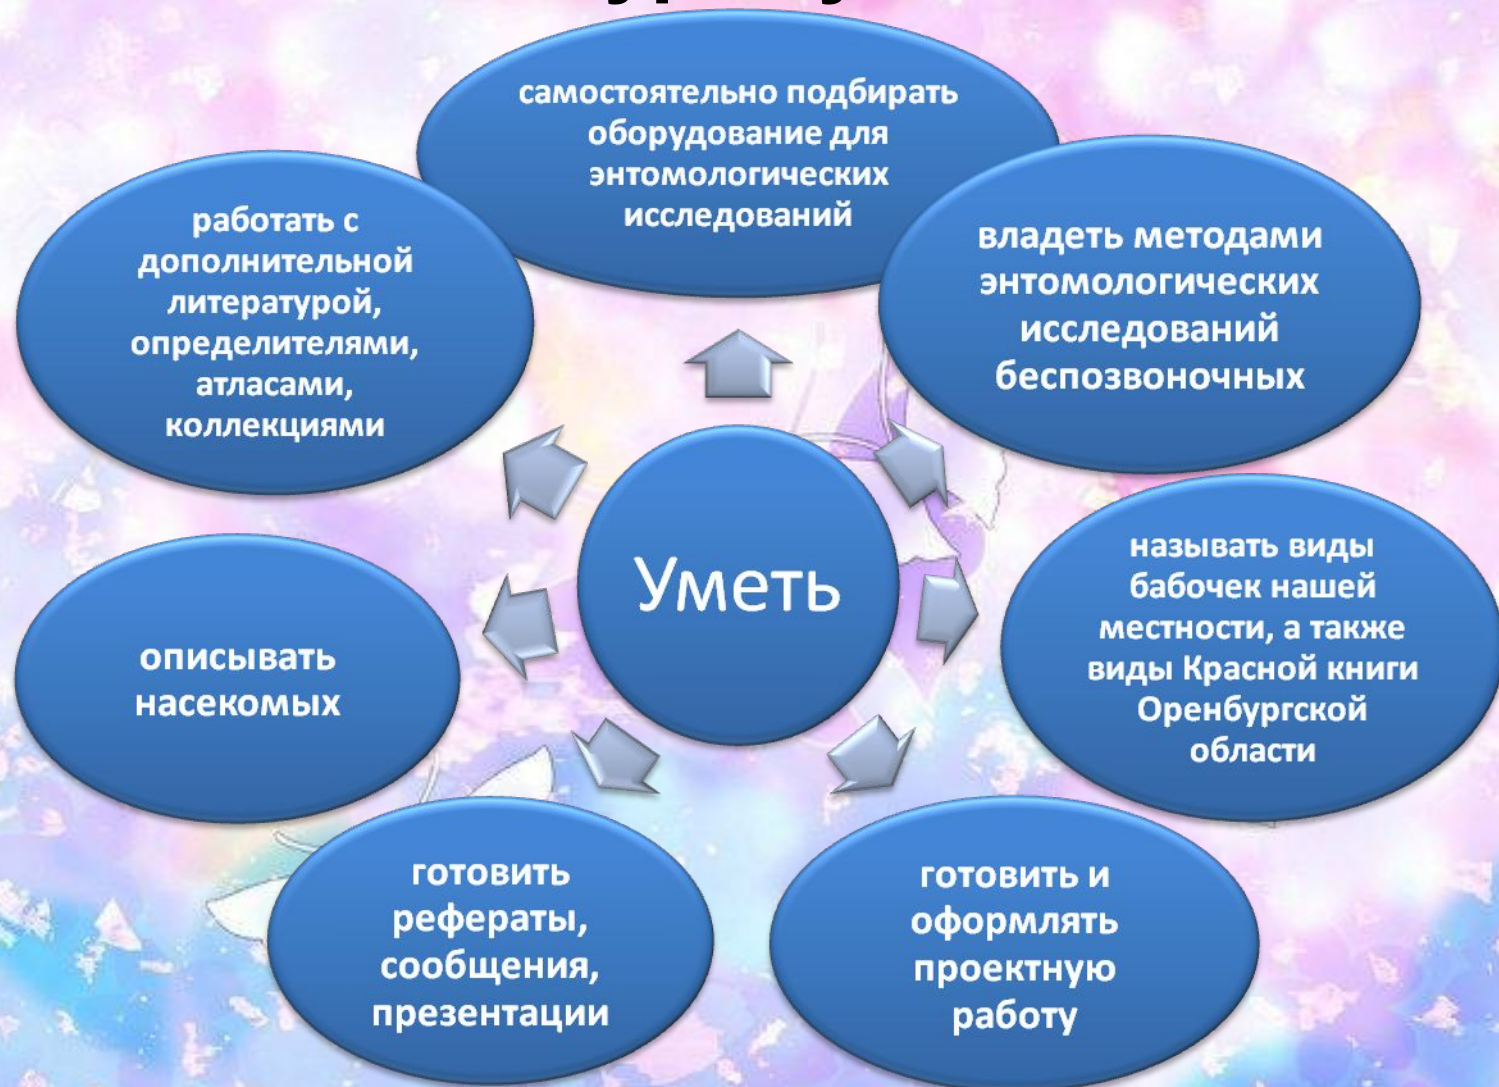 самостоятельно подбирать
оборудование для
энтомологических
исследований
владеть методами
энтомологических
исследований
беспозвоночных
называть виды
бабочек нашей
местности, а также
виды Красной книги
Оренбургской
области
готовить и
оформлять
проектную
работу
готовить
рефераты,
сообщения,
презентации
описывать
насекомых
работать с
дополнительной
литературой,
определителями,
атласами,
коллекциями
Уметь